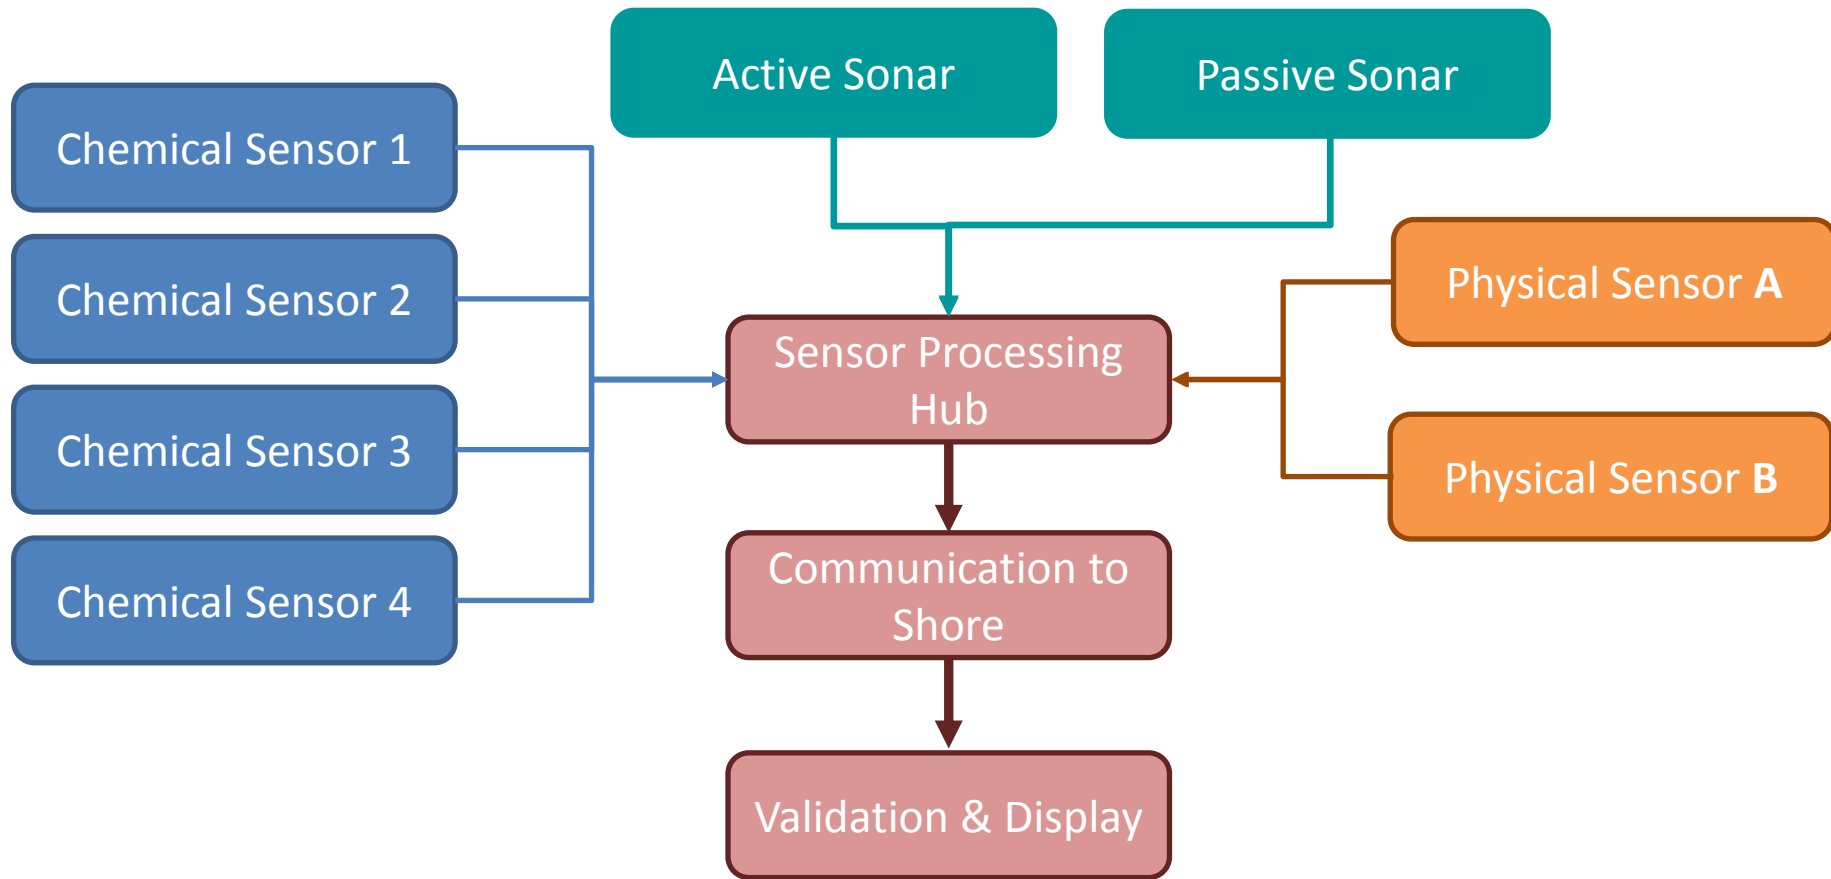 Active Sonar
Passive Sonar
Chemical Sensor 1
Chemical Sensor 2
Chemical Sensor 3
Chemical Sensor 4
Physical Sensor A
Physical Sensor B
Sensor Processing
Hub
Communication to
Shore
Validation & Display